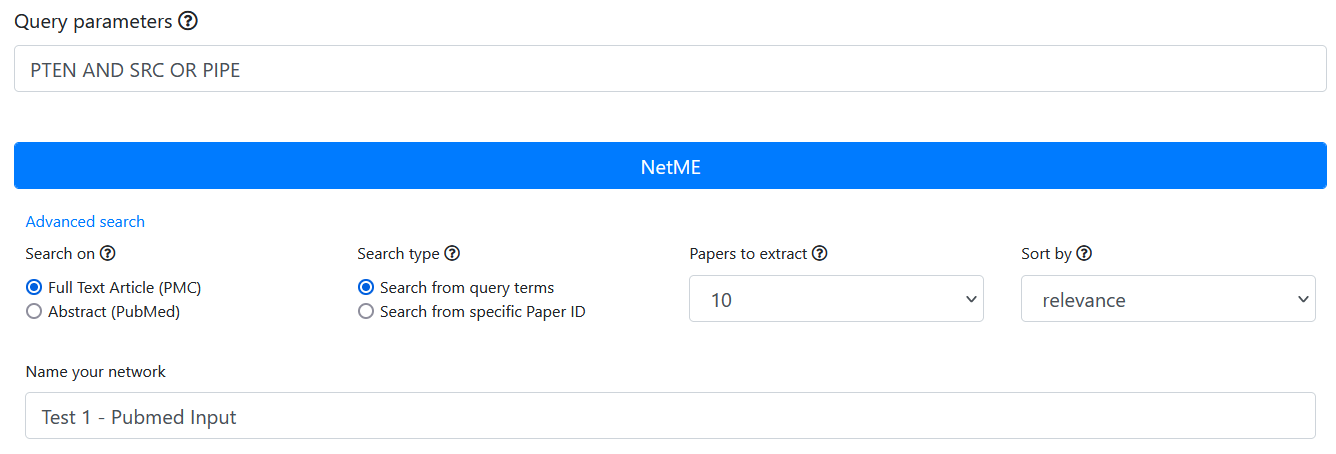 Query parameters
PTEN AND SRC OR PIPE
NetME
Advanced search
Search on
Full Text Article (PMC)
Abstract (PubMed)
Search type
Search from query terms
Search from specific Paper ID
Papers to extract
10
Sort by
relevance
Name your network
Test 1 - Pubmed Input